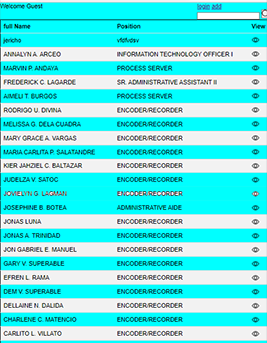 Welcome Guest login add
full Name Position View
jericho vfdfvdsv
ANNALYN A. ARCEO INFORMATION TECHNOLOGY OFFICER I
MARVIN P. ANDAYA PROCESS SERVER
FREDERICK C. LAGARDE SR. ADMINISTRATIVE ASSISTANT II
AIMELI T. BURGOS PROCESS SERVER
RODRIGO U. DIVINA ENCODER/RECORDER
MELISSA G. DELA CUADRA ENCODER/RECORDER
MARY GRACE A. VARGAS ENCODER/RECORDER
MARIA CARLITA P. SALATANDRE ENCODER/RECORDER
KIER JAHZIEL C. BALTAZAR ENCODER/RECORDER
JUDELZA V. SATOC ENCODER/RECORDER
JOVIELYN G. LAGMAN ENCODER/RECORDER
JOSEPHINE B. BOTEA ADMINISTRATIVE AIDE
JONAS LUNA ENCODER/RECORDER
JONAS A. TRINIDAD ENCODER/RECORDER
JON GABRIEL E. MANUEL ENCODER/RECORDER
GARY V. SUPERABLE ENCODER/RECORDER
EFREN L. RAMA ENCODER/RECORDER
DEM V. SUPERABLE ENCODER/RECORDER
DELLAINE N. DALIDA ENCODER/RECORDER
CHARLENE C. MATENCIO ENCODER/RECORDER
CARLITO L. VILLATO ENCODER/RECORDER